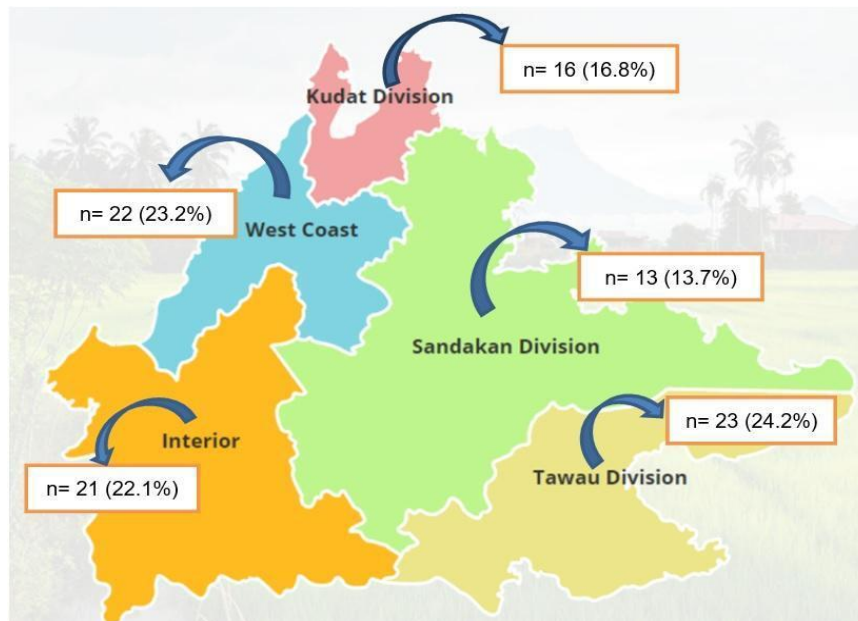 n= 16 (16.8%)
Kudat Division
n= 22 (23.2%)
West Coast
n= 13 (13.7%)
Sandakan Division
n= 23 (24.2%)
Interior
n= 21 (22.1%)
Tawau Division